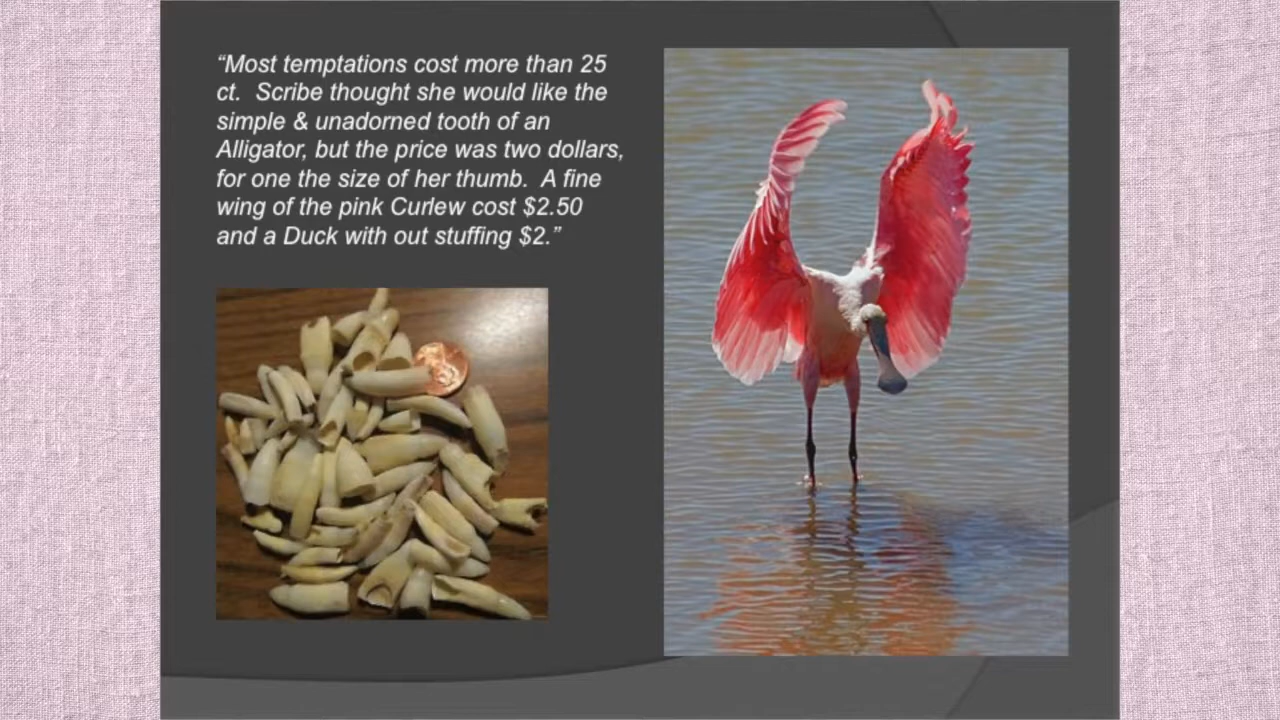 “Most temptations cost more than 25
ct.  Scribe thought she would like the
simple & unadorned tooth of an
Alligator, but the price was two dollars,
for one the size of her thumb.  A fine
wing of the pink Curlew cost $2.50
and a Duck with out stuffing $2.”